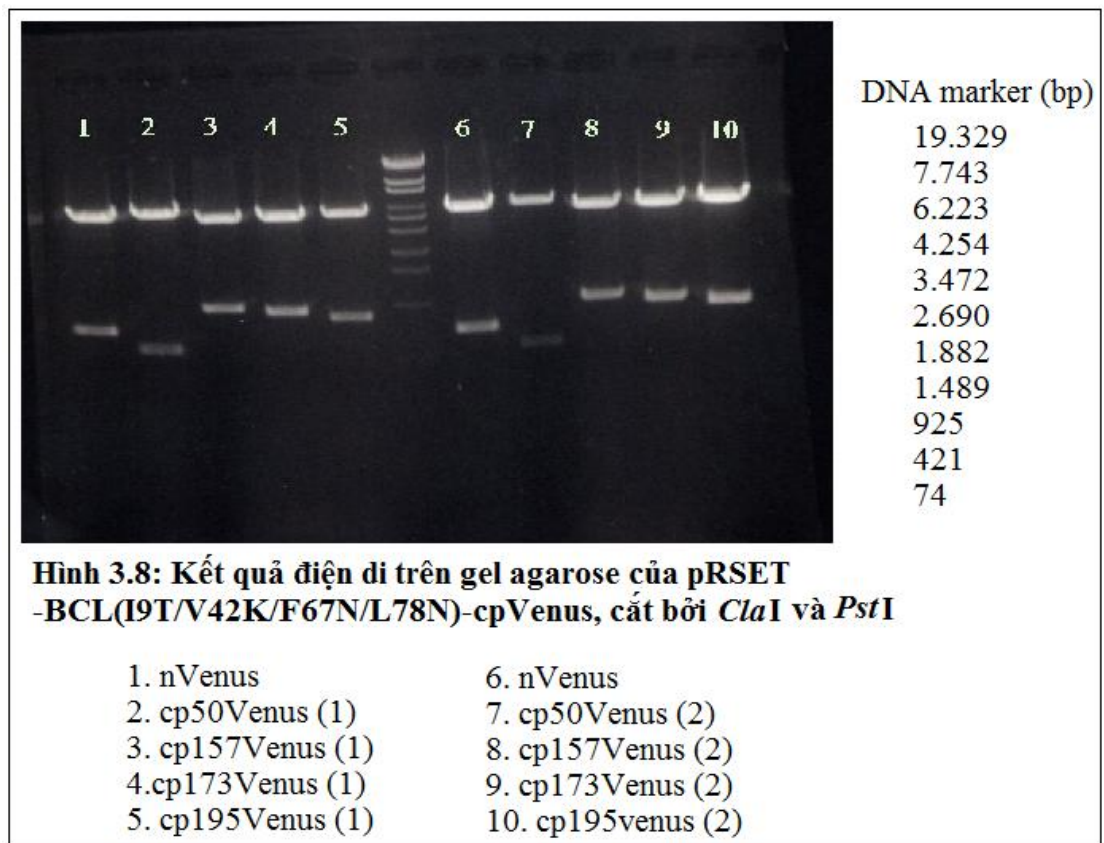 1 2 3 4 5 6 7 8 9 10
DNA marker (bp)
19.329
7.743
6.223
4.254
3.472
2.690
1.882
1.489
925
421
74
Hình 3.8: Kết quả điện di trên gel agarose của pRSET
-BCL(I9T/V42K/F67N/L78N)-cpVenus, cắt bởi ClaI và PstI
1. nVenus
2. cp50Venus (1)
3. cp157Venus (1)
4.cp173Venus (1)
5. cp195Venus (1)
6. nVenus
7. cp50Venus (2)
8. cp157Venus (2)
9. cp173Venus (2)
10. cp195venus (2)